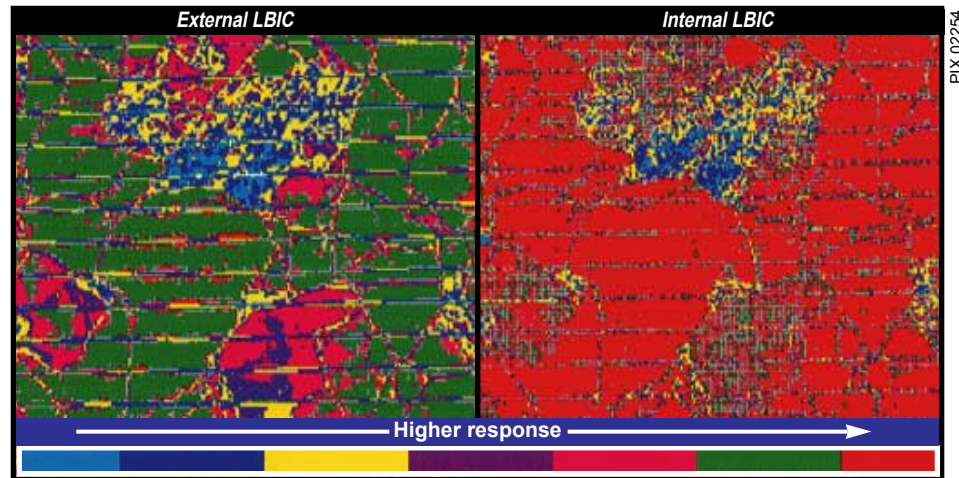 External LBIC
Internal LBIC
PIX 02254
Higher response